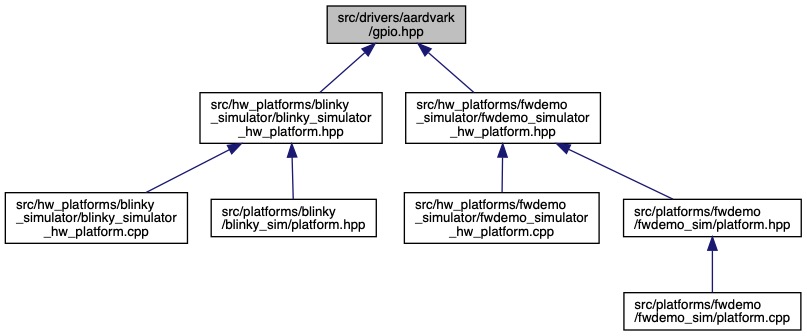 src/drivers/aardvark
/gpio.hpp
src/hw_platforms/blinky
_simulator/blinky_simulator
_hw_platform.hpp
src/hw_platforms/fwdemo
_simulator/fwdemo_simulator
_hw_platform.hpp
src/hw_platforms/blinky
_simulator/blinky_simulator
_hw_platform.cpp
src/platforms/blinky
/blinky_sim/platform.hpp
src/hw_platforms/fwdemo
_simulator/fwdemo_simulator
_hw_platform.cpp
src/platforms/fwdemo
/fwdemo_sim/platform.hpp
src/platforms/fwdemo
/fwdemo_sim/platform.cpp